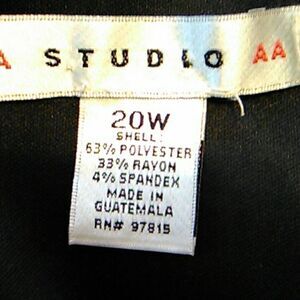 A STUDIO AA
20W
SHELL:
63% POLYESTER
33% RAYON
4% SPANDEX
MADE IN
GUATEMALA
RN# 97815